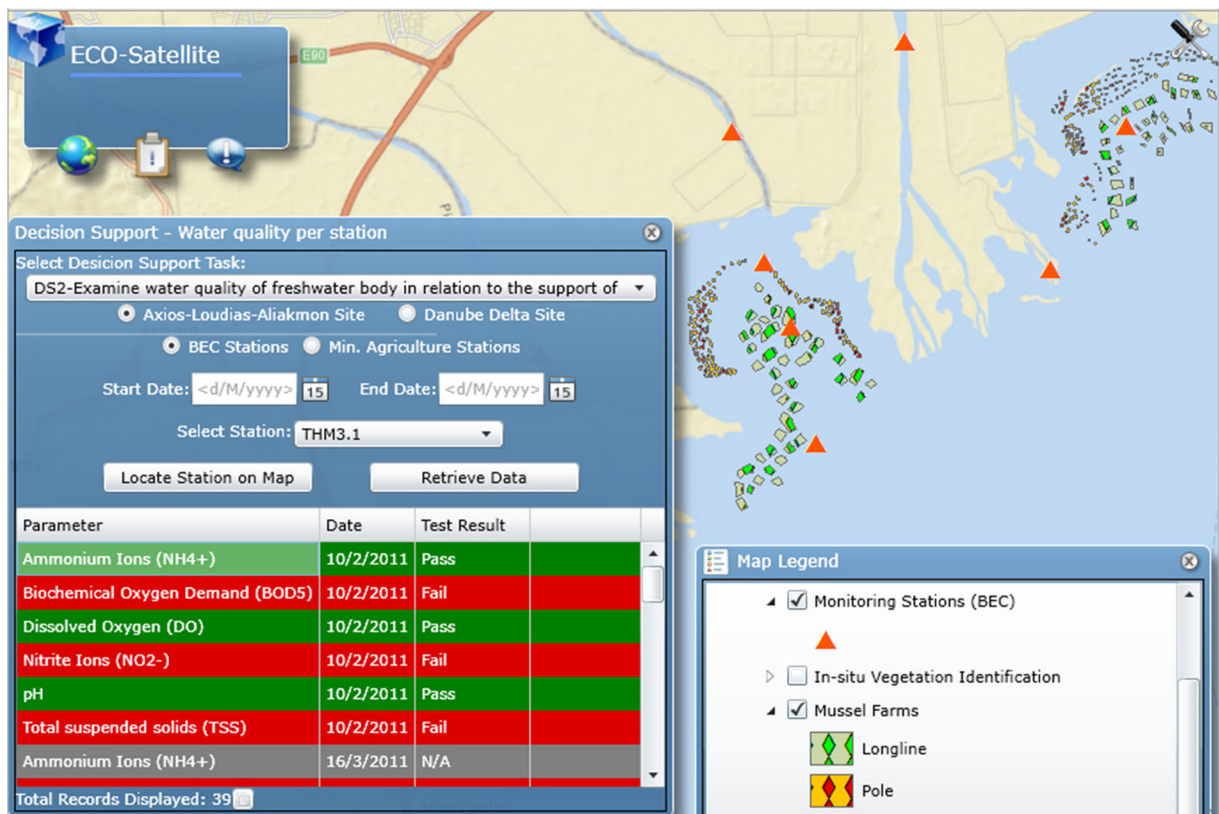 ECO-Satellite
E90
Decision Support - Water quality per station
Select Desicion Support Task:
DS2-Examine water quality of freshwater body in relation to the support of
Axios-Loudias-Aliakmon Site
Danube Delta Site
BEC Stations
Min. Agriculture Stations
Start Date: <d/M/yyyy> 15 End Date: <d/M/yyyy> 15
Select Station: THM3.1
Locate Station on Map
Retrieve Data
Parameter Date Test Result
Ammonium Ions (NH4+) 10/2/2011 Pass
Biochemical Oxygen Demand (BOD5) 10/2/2011 Fail
Dissolved Oxygen (DO) 10/2/2011 Pass
Nitrite Ions (NO2-) 10/2/2011 Fail
pH 10/2/2011 Pass
Total suspended solids (TSS) 10/2/2011 Fail
Ammonium Ions (NH4+) 16/3/2011 N/A
Total Records Displayed: 39
Map Legend
Monitoring Stations (BEC)
In-situ Vegetation Identification
Mussel Farms
Longline
Pole